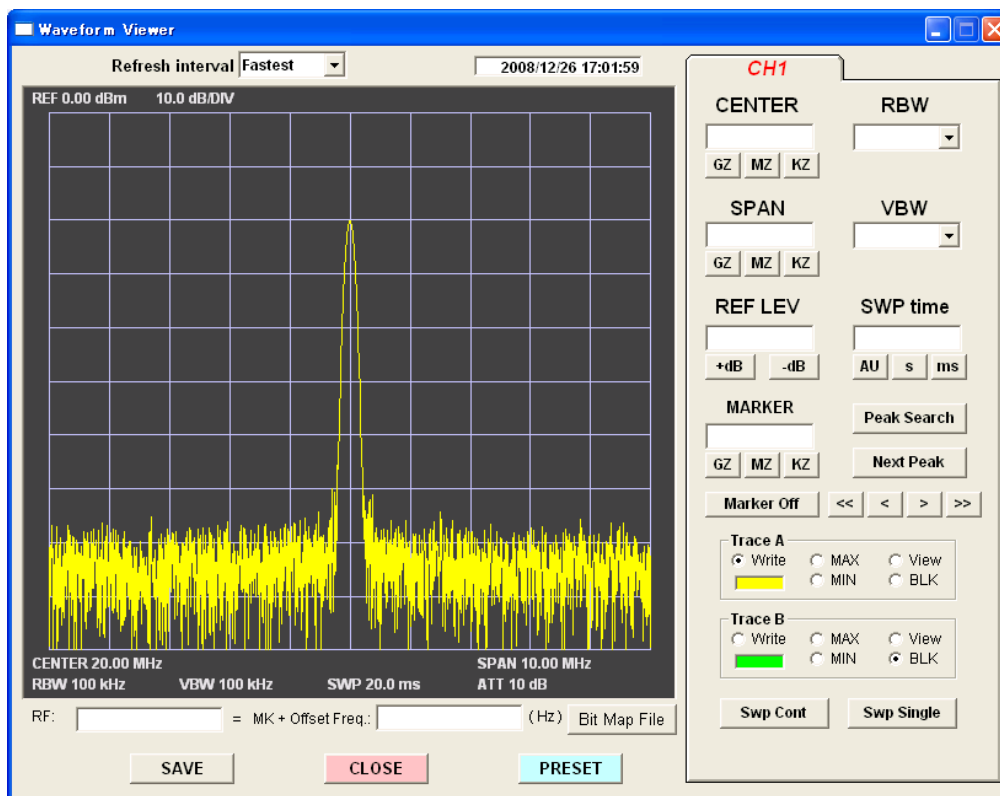 Waveform Viewer
Refresh interval Fastest
2008/12/26 17:01:59
REF 0.00 dBm 10.0 dB/DIV
CENTER 20.00 MHz SPAN 10.00 MHz
RBW 100 kHz VBW 100 kHz SWP 20.0 ms ATT 10 dB
RF: = MK + Offset Freq.: (Hz) Bit Map File
SAVE CLOSE PRESET
CH1
CENTER RBW
GZ MZ KZ
SPAN VBW
GZ MZ KZ
REF LEV SWP time
+dB -dB AU s ms
MARKER
Peak Search
GZ MZ KZ Next Peak
Marker Off << < > >>
Trace A
Write MAX View
MIN BLK
Trace B
Write MAX View
MIN BLK
Swp Cont Swp Single